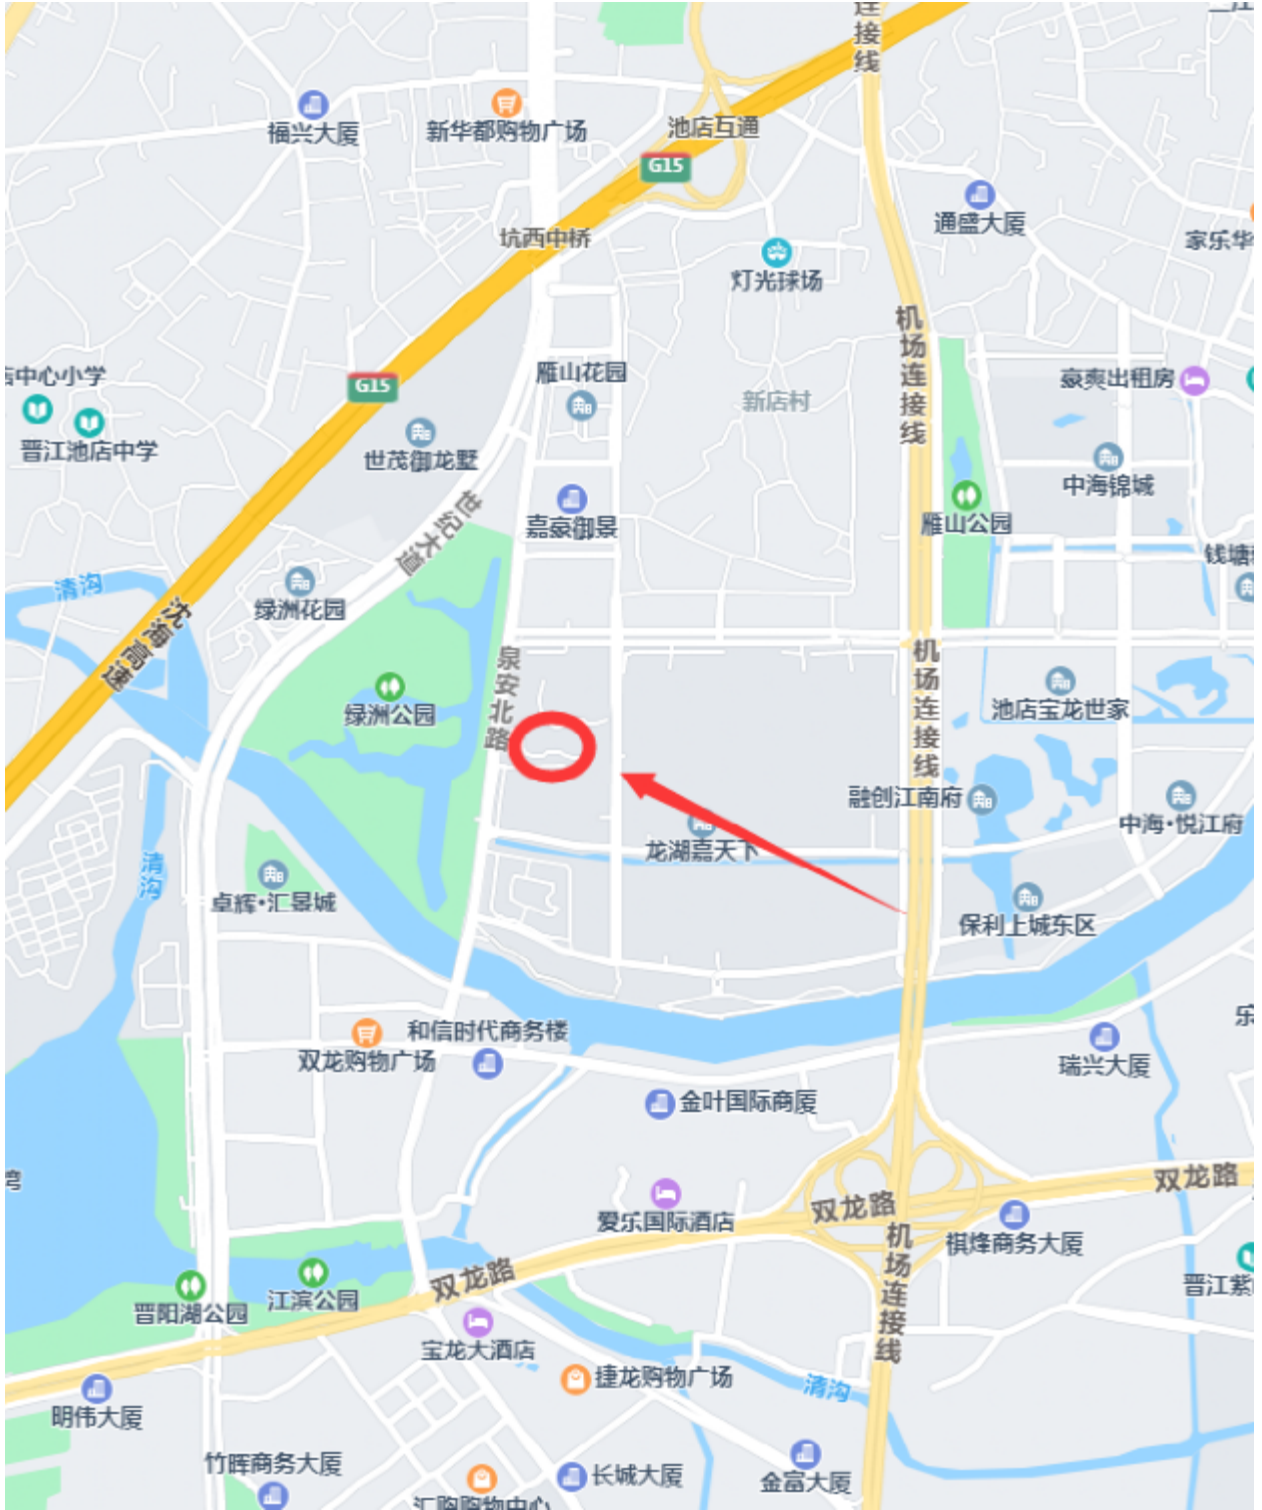 连接线
福兴大厦
新华都购物广场
池店互通
G15
坑西中桥
通盛大厦
家乐华
灯光球场
机场连接线
G15
雁山花园
豪爽出租房
中心小学
新店村
晋江池店中学
世茂御龙墅
中海锦城
世纪大道
嘉豪御景
雁山公园
钱塘
清沟
绿洲花园
沈海高速
泉安北路
机场连接线
绿洲公园
池店宝龙世家
融创江南府
中海·悦江府
龙湖嘉天下
清沟
卓辉·汇景城
保利上城东区
和信时代商务楼
双龙购物广场
瑞兴大厦
金叶国际商厦
湾
双龙路
双龙路
爱乐国际酒店
祺烽商务大厦
机场连接线
双龙路
晋江紫
晋阳湖公园
江滨公园
宝龙大酒店
捷龙购物广场
清沟
明伟大厦
竹晖商务大厦
长城大厦
金富大厦
汇购购物中心